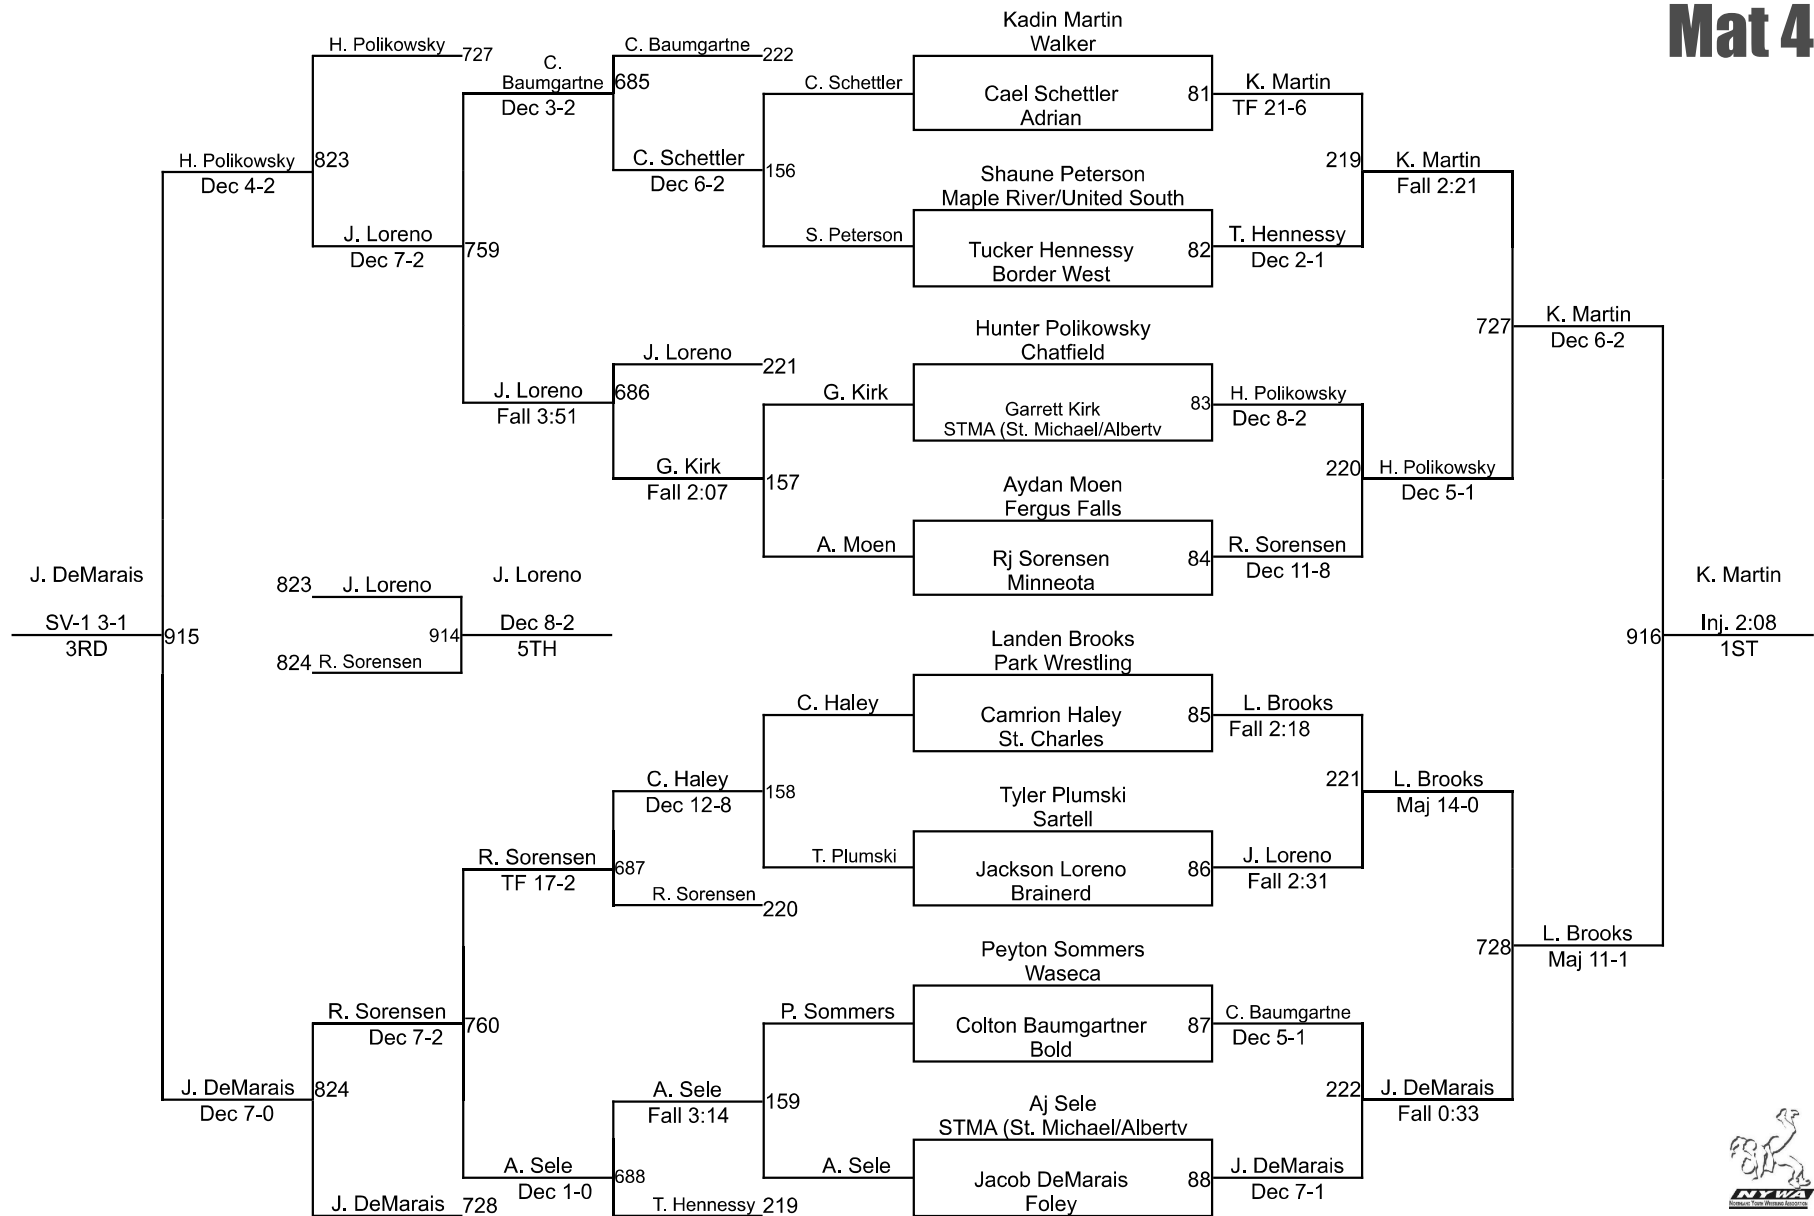 Mat 4
Kadin Martin
Walker
Cael Schettler
Adrian
81
K. Martin
TF 21-6
Shaune Peterson
Maple River/United South
Tucker Hennessy
Border West
82
T. Hennessy
Dec 2-1
219
K. Martin
Fall 2:21
Hunter Polikowsky
Chatfield
Garrett Kirk
STMA (St. Michael/Albertv
83
H. Polikowsky
Dec 8-2
Aydan Moen
Fergus Falls
Rj Sorensen
Minneota
84
R. Sorensen
Dec 11-8
220
H. Polikowsky
Dec 5-1
727
K. Martin
Dec 6-2
Landen Brooks
Park Wrestling
Camrion Haley
St. Charles
85
L. Brooks
Fall 2:18
Tyler Plumski
Sartell
Jackson Loreno
Brainerd
86
J. Loreno
Fall 2:31
221
L. Brooks
Maj 14-0
Peyton Sommers
Waseca
Colton Baumgartner
Bold
87
C. Baumgartne
Dec 5-1
Aj Sele
STMA (St. Michael/Albertv
Jacob DeMarais
Foley
88
J. DeMarais
Dec 7-1
222
J. DeMarais
Fall 0:33
728
L. Brooks
Maj 11-1
916
K. Martin
Inj. 2:08
1ST
C. Schettler
S. Peterson
156
C. Schettler
Dec 6-2
C. Baumgartne
222
685
C.
Baumgartne
Dec 3-2
G. Kirk
A. Moen
157
G. Kirk
Fall 2:07
J. Loreno
221
686
J. Loreno
Fall 3:51
759
J. Loreno
Dec 7-2
H. Polikowsky
727
823
H. Polikowsky
Dec 4-2
C. Haley
T. Plumski
158
C. Haley
Dec 12-8
R. Sorensen
220
687
R. Sorensen
TF 17-2
P. Sommers
A. Sele
159
A. Sele
Fall 3:14
T. Hennessy
219
688
A. Sele
Dec 1-0
760
R. Sorensen
Dec 7-2
J. DeMarais
728
824
J. DeMarais
Dec 7-0
915
J. DeMarais
SV-1 3-1
3RD
823
J. Loreno
824
R. Sorensen
914
J. Loreno
Dec 8-2
5TH
NYWA